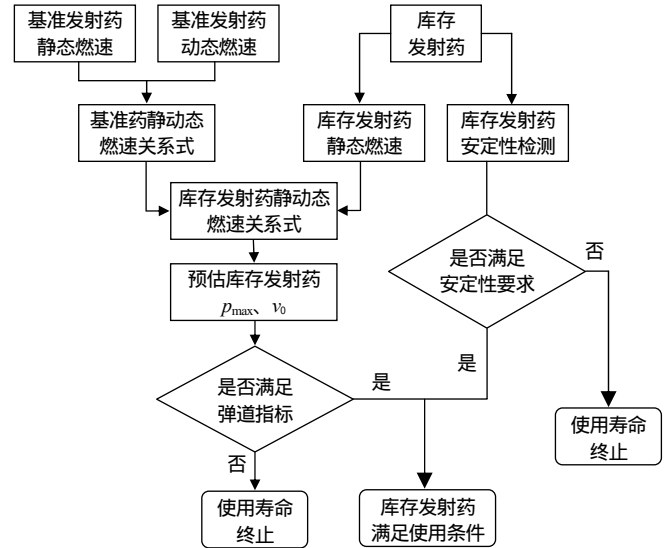 基准发射药
静态燃速
基准发射药
动态燃速
库存
发射药
基准药静动态
燃速关系式
库存发射药
静态燃速
库存发射药
安定性检测
库存发射药静动态
燃速关系式
是否满足
安定性要求
否
预估库存发射药
pmax、v0
是
是否满足
弹道指标
是
使用寿命
终止
否
使用寿命
终止
库存发射药
满足使用条件